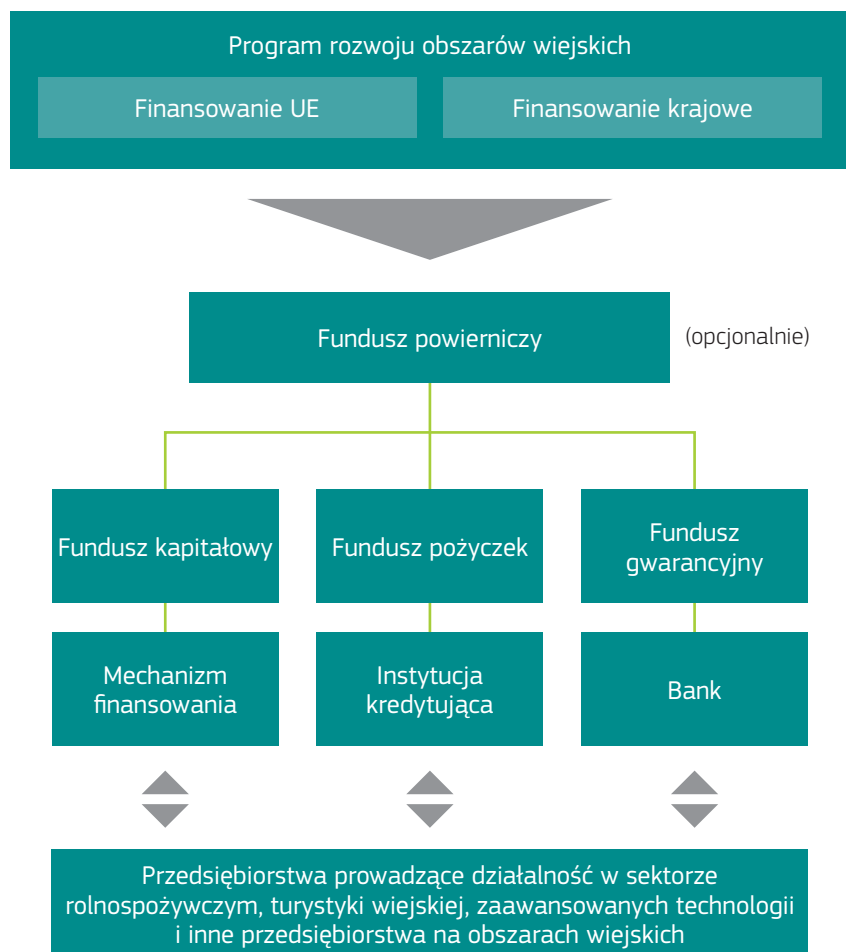 Program rozwoju obszarów wiejskich
Finansowanie UE
Finansowanie krajowe
Fundusz powierniczy
(opcjonalnie)
Fundusz kapitałowy
Fundusz pożyczek
Fundusz
gwarancyjny
Mechanizm
finansowania
Instytucja
kredytująca
Bank
Przedsiębiorstwa prowadzące działalność w sektorze
rolnospożywczym, turystyki wiejskiej, zaawansowanych technologii
i inne przedsiębiorstwa na obszarach wiejskich